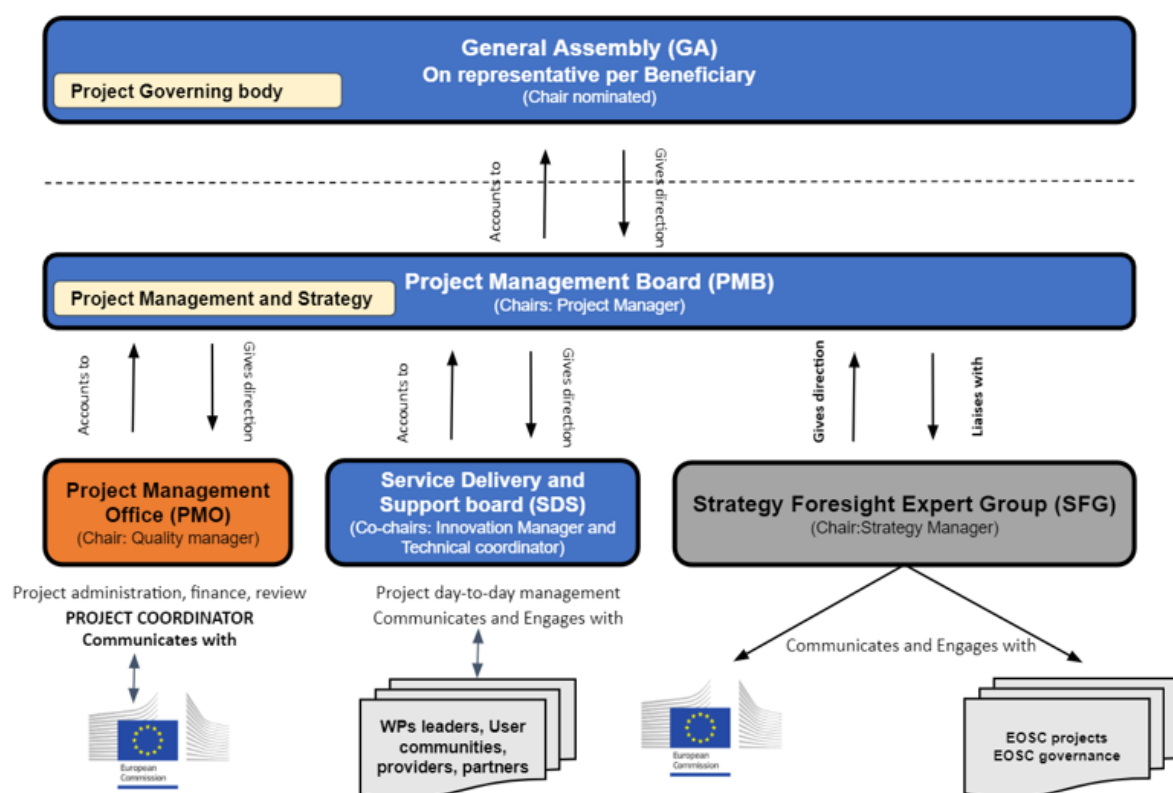 General Assembly (GA)
On representative per Beneficiary
(Chair nominated)
Project Governing body
Accounts to
Gives direction
Project Management Board (PMB)
(Chairs: Project Manager)
Project Management and Strategy
Accounts to
Gives direction
Accounts to
Gives direction
Gives direction
Liaises with
Project Management
Office (PMO)
(Chair: Quality manager)
Service Delivery and
Support board (SDS)
(Co-chairs: Innovation Manager and
Technical coordinator)
Strategy Foresight Expert Group (SFG)
(Chair:Strategy Manager)
Project administration, finance, review
PROJECT COORDINATOR
Communicates with
Project day-to-day management
Communicates and Engages with
Communicates and Engages with
European
Commission
WPs leaders, User
communities,
providers, partners
European
Commission
EOSC projects
EOSC governance